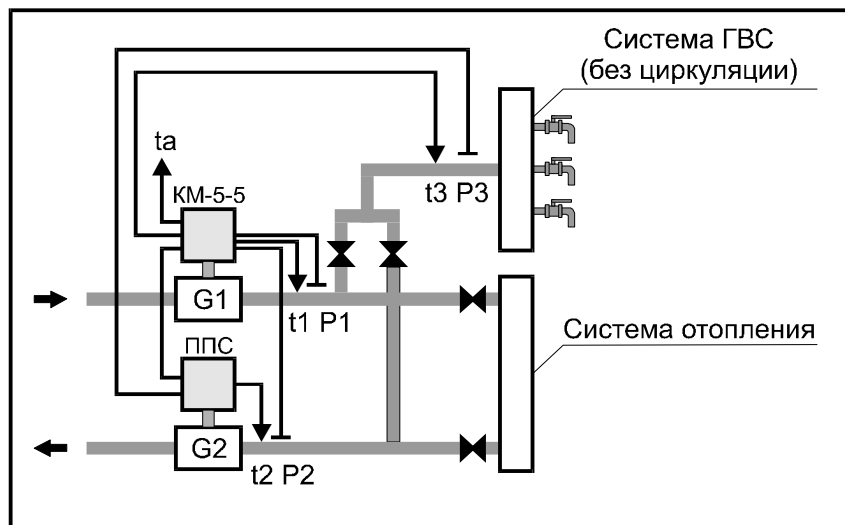 Система ГВС
(без циркуляции)
ta
КМ-5-5
t3 P3
G1
t1 P1
Система отопления
ППС
G2
t2 P2